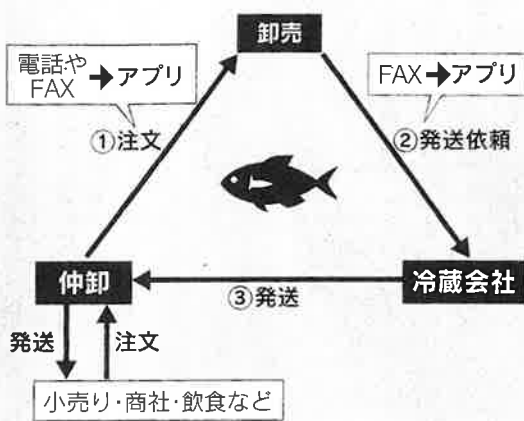 卸売
電話や
FAX
→アプリ
FAX→アプリ
①注文
②発送依頼
仲卸
冷蔵会社
③発送
発送
注文
小売り・商社・飲食など